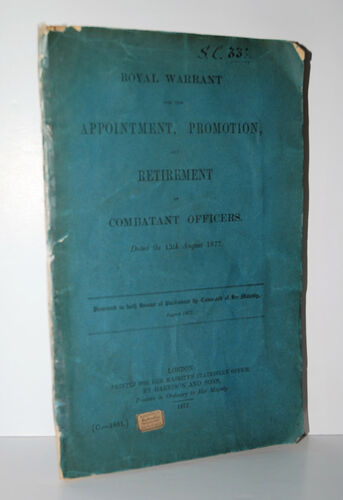 S.C. 33
ROYAL WARRANT
FOR THE
APPOINTMENT, PROMOTION,
AND
RETIREMENT
OF
COMBATANT OFFICERS.
Dated the 13th August 1877.
Presented to both Houses of Parliament by Command of Her Majesty,
August 1877.
LONDON:
PRINTED FOR HER MAJESTY'S STATIONERY OFFICE,
BY HARRISON AND SONS,
Printers in Ordinary to Her Majesty.
1877.
[C.—1851.]